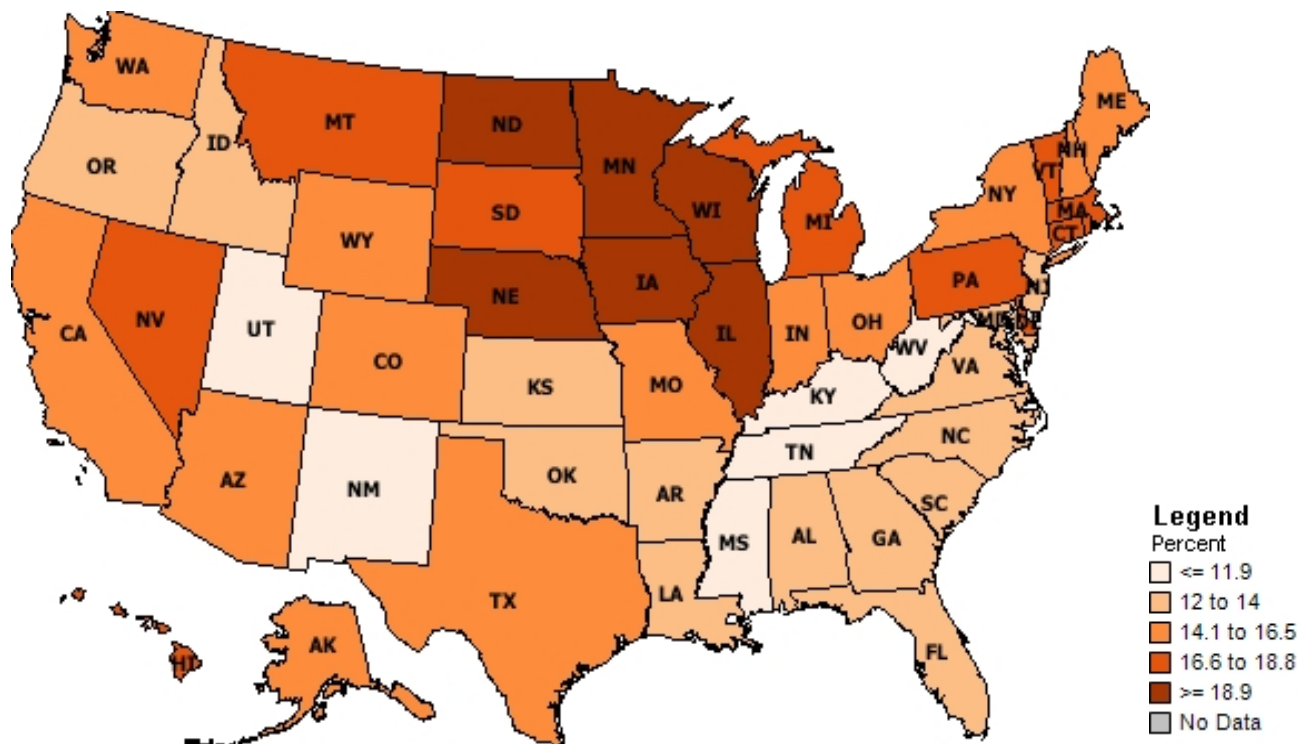 WA
MT
ND
MN
ME
OR
ID
SD
WI
MI
NY
VT
NH
MA
CT
WY
NE
IA
PA
NJ
NV
UT
CO
KS
MO
IL
IN
OH
WV
MD
DE
VA
CA
AZ
NM
OK
AR
KY
TN
NC
SC
TX
LA
MS
AL
GA
FL
AK
HI
Legend
Percent
<= 11.9
12 to 14
14.1 to 16.5
16.6 to 18.8
>= 18.9
No Data